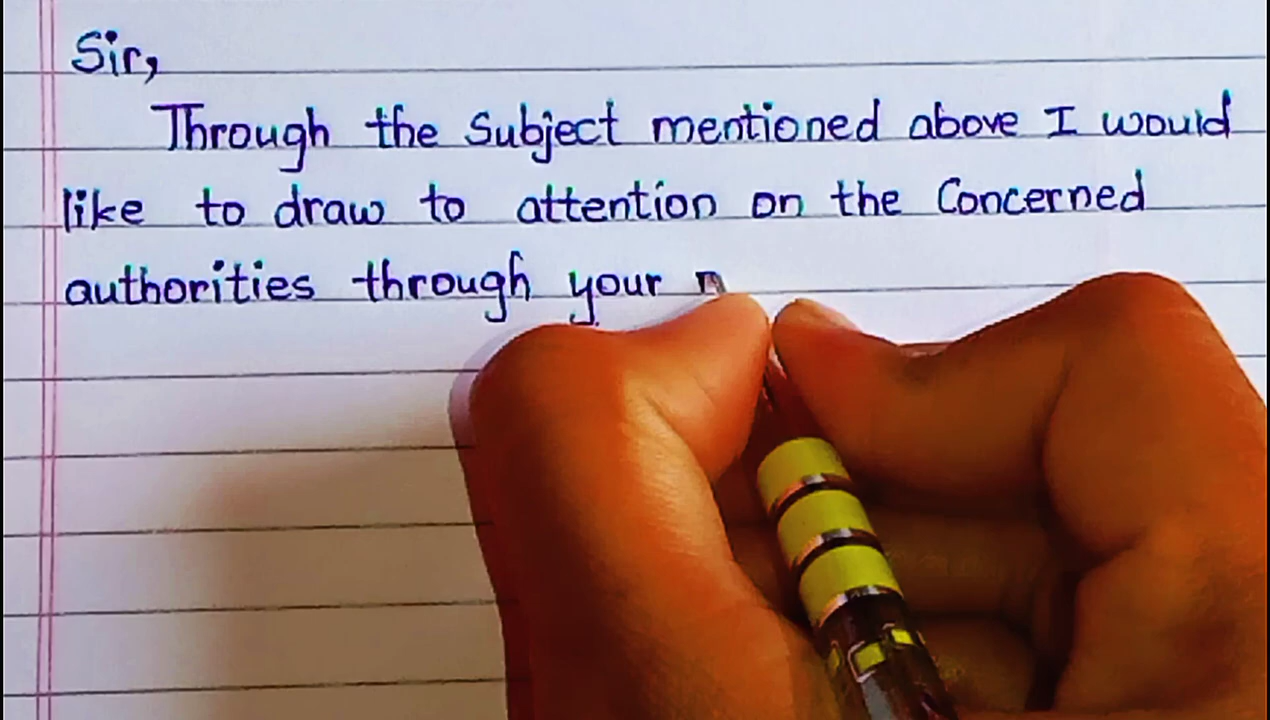 Sir,
Through the Subject mentioned above I would
like to draw to attention on the Concerned
authorities through your